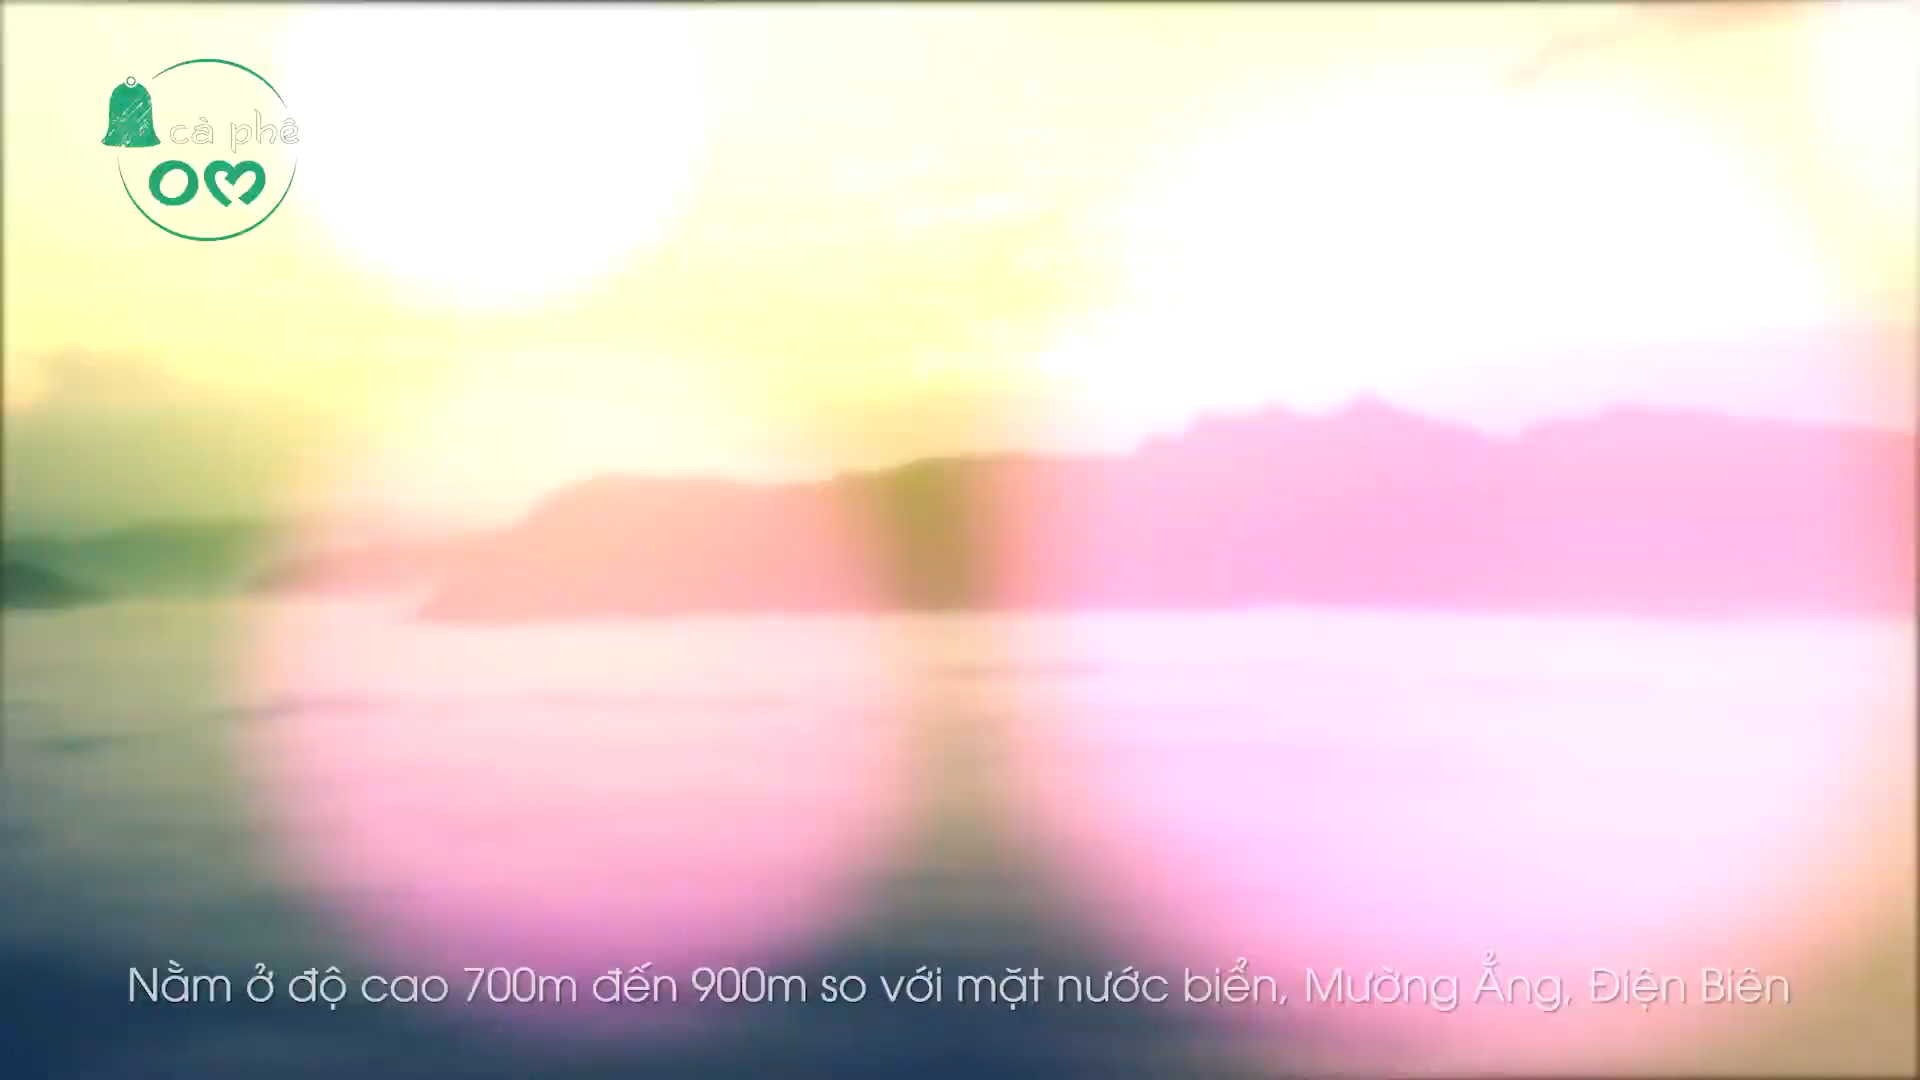 cà phê
OM
Nằm ở độ cao 700m đến 900m so với mặt nước biển, Mường Ẳng, Điện Biên